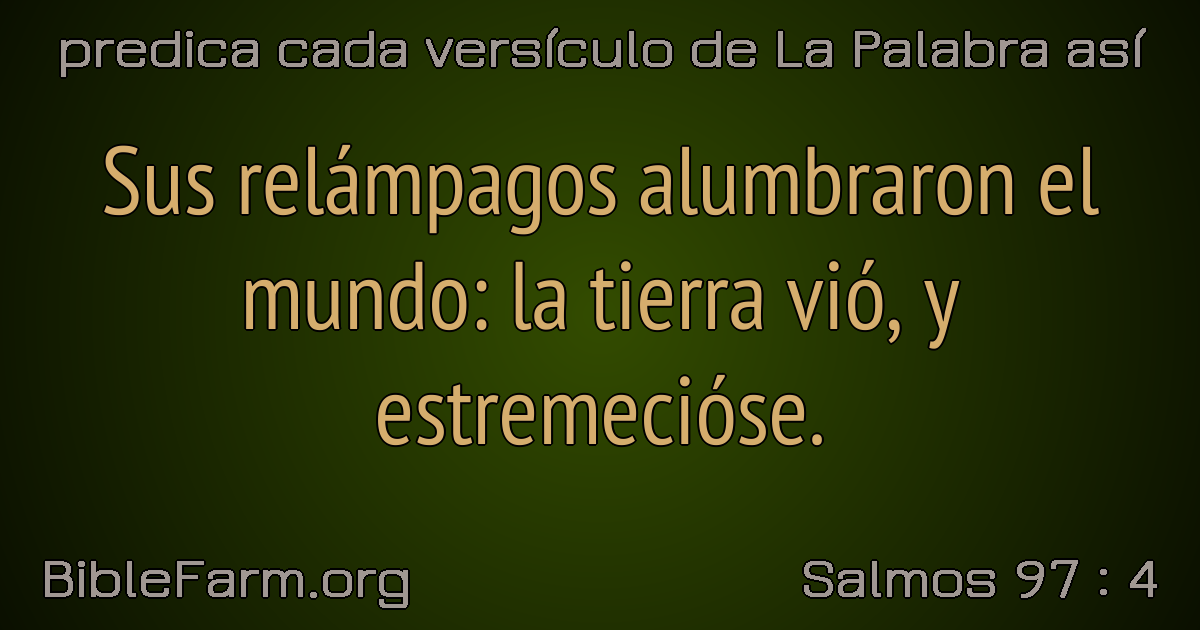 predica cada versículo de La Palabra así
Sus relámpagos alumbraron el
mundo: la tierra vió, y
estremecióse.
BibleFarm.org
Salmos 97 : 4